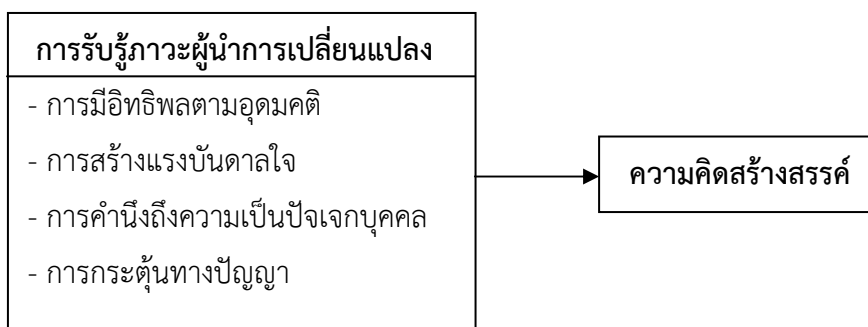 การรับรู้ภาวะผู้นำการเปลี่ยนแปลง
- การมีอิทธิพลตามอุดมคติ
- การสร้างแรงบันดาลใจ
- การคำนึงถึงความเป็นปัจเจกบุคคล
- การกระตุ้นทางปัญญา
ความคิดสร้างสรรค์